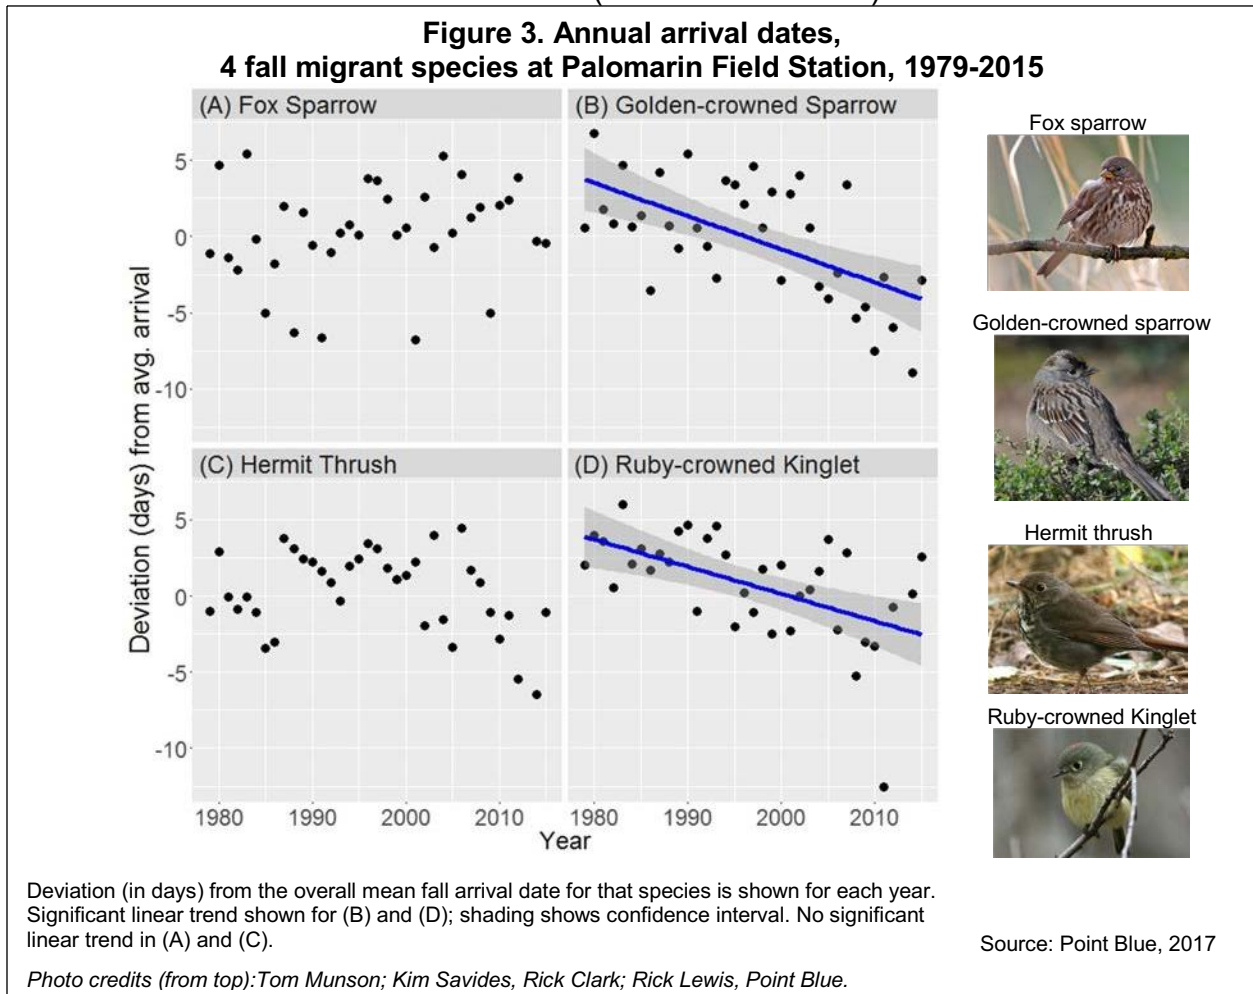 Figure 3. Annual arrival dates,
4 fall migrant species at Palomarin Field Station, 1979-2015
(A) Fox Sparrow
(B) Golden-crowned Sparrow
5
0
-5
-10
(C) Hermit Thrush
(D) Ruby-crowned Kinglet
5
0
-5
-10
Deviation (days) from avg. arrival
1980
1990
2000
2010
1980
1990
2000
2010
Year
Fox sparrow
Golden-crowned sparrow
Hermit thrush
Ruby-crowned Kinglet
Deviation (in days) from the overall mean fall arrival date for that species is shown for each year.
Significant linear trend shown for (B) and (D); shading shows confidence interval. No significant
linear trend in (A) and (C).
Source: Point Blue, 2017
Photo credits (from top):Tom Munson; Kim Savides, Rick Clark; Rick Lewis, Point Blue.